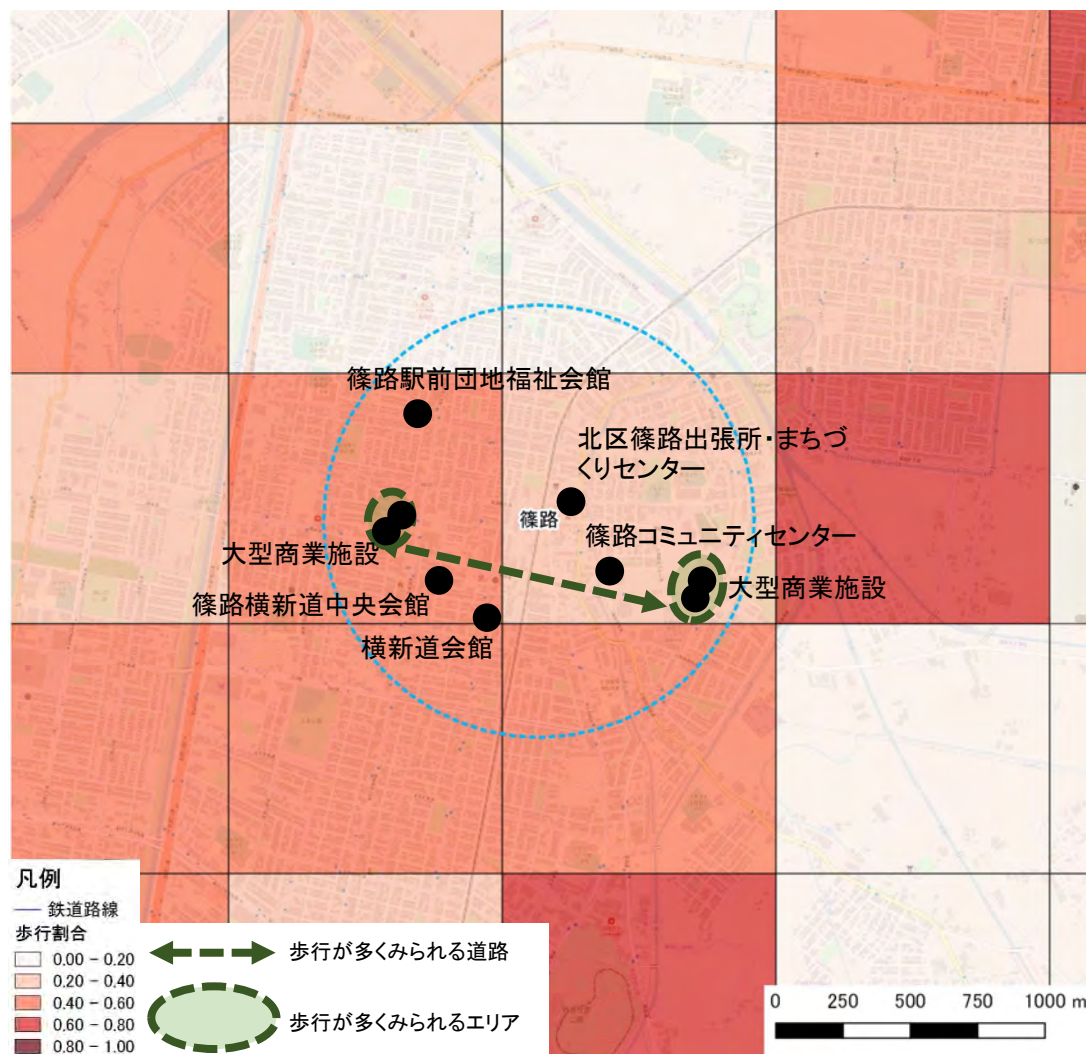 篠路駅前団地福祉会館
北区篠路出張所・まちづ
くりセンター
篠路
篠路コミュニティセンター
大型商業施設
大型商業施設
篠路横新道中央会館
横新道会館
凡例
鉄道路線
歩行割合
0.00 - 0.20
0.20 - 0.40
0.40 - 0.60
0.60 - 0.80
0.80 - 1.00
歩行が多くみられる道路
歩行が多くみられるエリア
0 250 500 750 1000 m